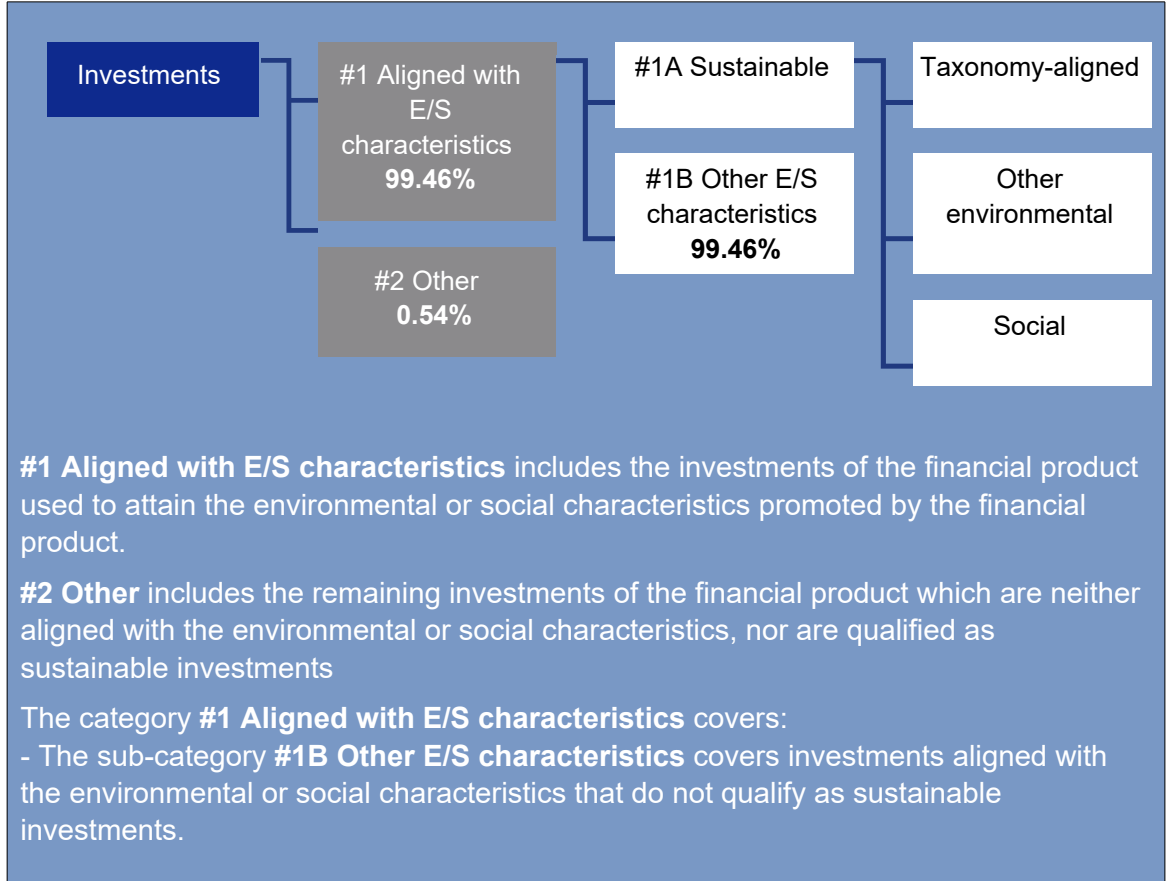 Investments
#1 Aligned with
E/S
characteristics
99.46%
#2 Other
0.54%
#1A Sustainable
#1B Other E/S
characteristics
99.46%
Taxonomy-aligned
Other
environmental
Social
#1 Aligned with E/S characteristics includes the investments of the financial product
used to attain the environmental or social characteristics promoted by the financial
product.
#2 Other includes the remaining investments of the financial product which are neither
aligned with the environmental or social characteristics, nor are qualified as
sustainable investments
The category #1 Aligned with E/S characteristics covers:
- The sub-category #1B Other E/S characteristics covers investments aligned with
the environmental or social characteristics that do not qualify as sustainable
investments.